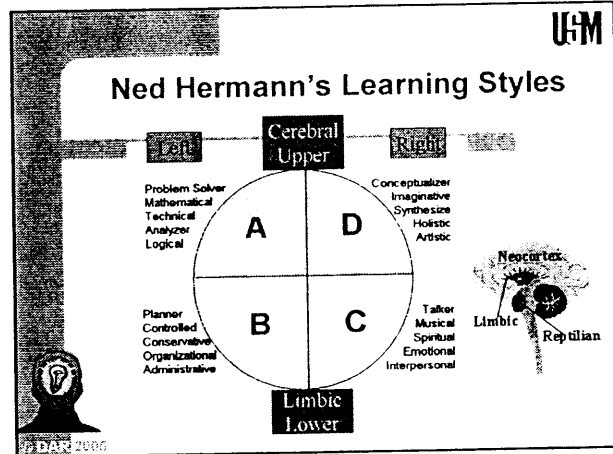 USM
Ned Hermann's Learning Styles
Left
Cerebral
Upper
Right
Problem Solver
Mathematical
Technical
Analyzer
Logical
A
D
Conceptualizer
Imaginative
Synthesize
Holistic
Artistic
Planner
Controlled
Conservative
Organizational
Administrative
B
C
Talker
Musical
Spiritual
Emotional
Interpersonal
Neocortex
Limbic
Reptilian
Limbic
Lower
© DAR 2006